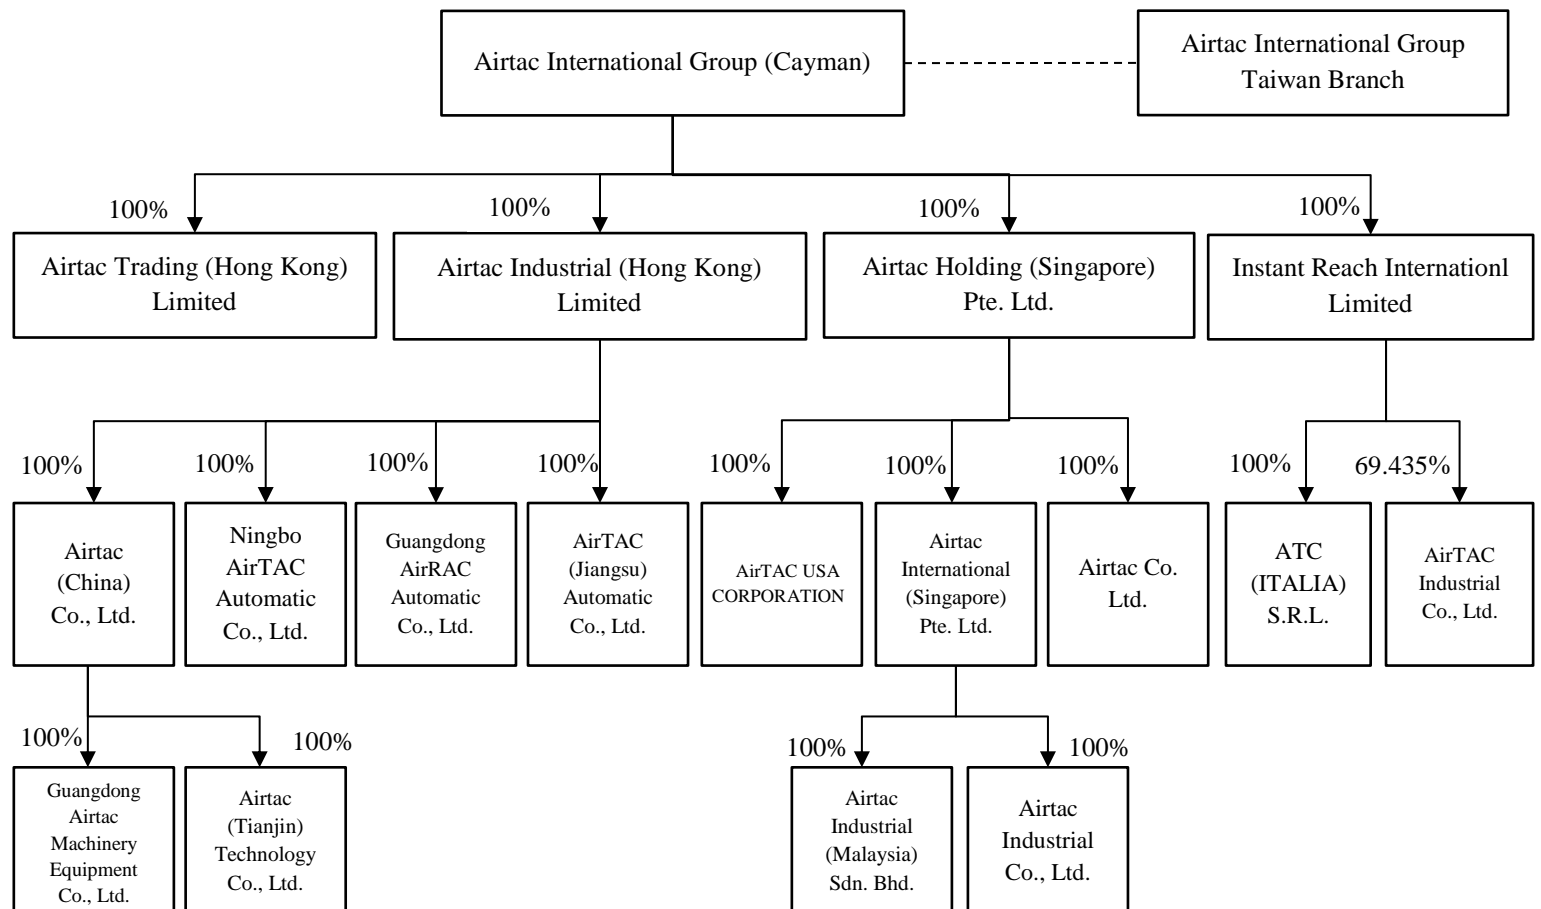 Airtac International Group (Cayman)
Airtac International Group
Taiwan Branch
100%
100%
100%
100%
Airtac Trading (Hong Kong)
Limited
Airtac Industrial (Hong Kong)
Limited
Airtac Holding (Singapore)
Pte. Ltd.
Instant Reach Internationl
Limited
100%
100%
100%
100%
100%
100%
100%
100%
69.435%
Airtac
(China)
Co., Ltd.
Ningbo
AirTAC
Automatic
Co., Ltd.
Guangdong
AirRAC
Automatic
Co., Ltd.
AirTAC
(Jiangsu)
Automatic
Co., Ltd.
AirTAC USA
CORPORATION
Airtac
International
(Singapore)
Pte. Ltd.
Airtac Co.
Ltd.
ATC
(ITALIA)
S.R.L.
AirTAC
Industrial
Co., Ltd.
100%
100%
100%
100%
Guangdong
Airtac
Machinery
Equipment
Co., Ltd.
Airtac
(Tianjin)
Technology
Co., Ltd.
Airtac
Industrial
(Malaysia)
Sdn. Bhd.
Airtac
Industrial
Co., Ltd.